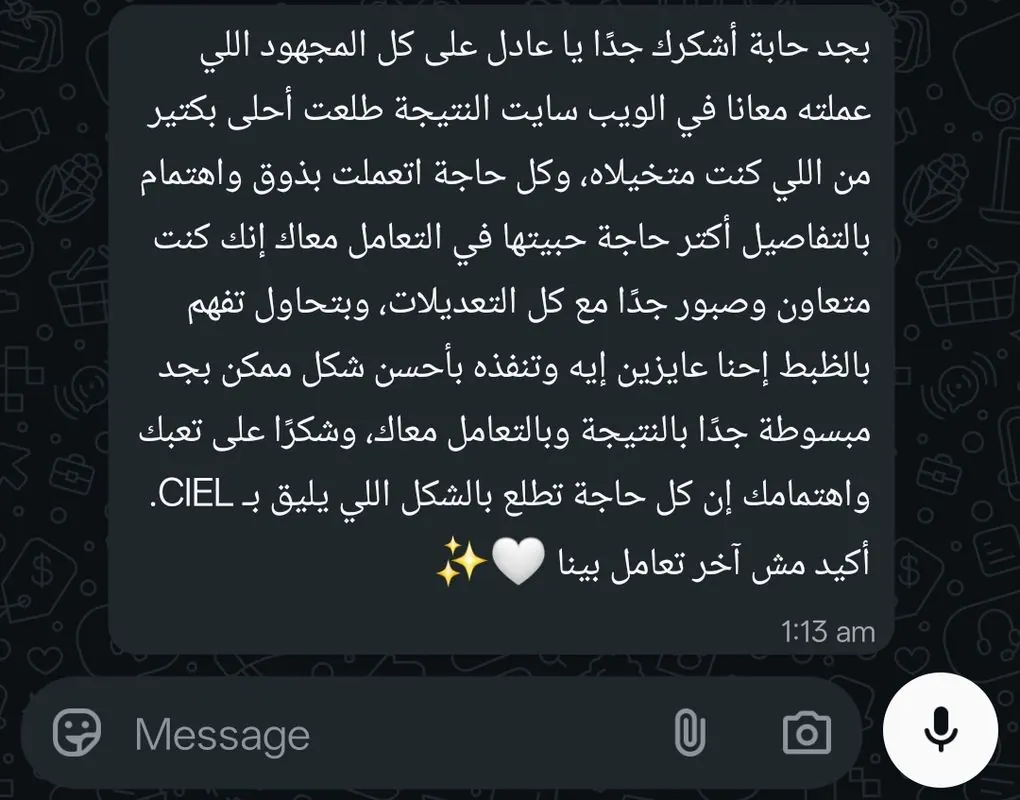 بجد حابة أشكرك جدًا يا عادل على كل المجهود اللي
عملته معانا في الويب سايت النتيجة طلعت أحلى بكتير
من اللي كنت متخيلاه، وكل حاجة اتعملت بذوق واهتمام
بالتفاصيل أكتر حاجة حبيتها في التعامل معاك إنك كنت
متعاون وصبور جدًا مع كل التعديلات، وبتحاول تفهم
بالظبط إحنا عايزين إيه وتنفذه بأحسن شكل ممكن بجد
مبسوطة جدًا بالنتيجة وبالتعامل معاك، وشكرًا على تعبك
واهتمامك إن كل حاجة تطلع بالشكل اللي يليق بـ CIEL.
أكيد مش آخر تعامل بينا 🤍✨
1:13 am
Message